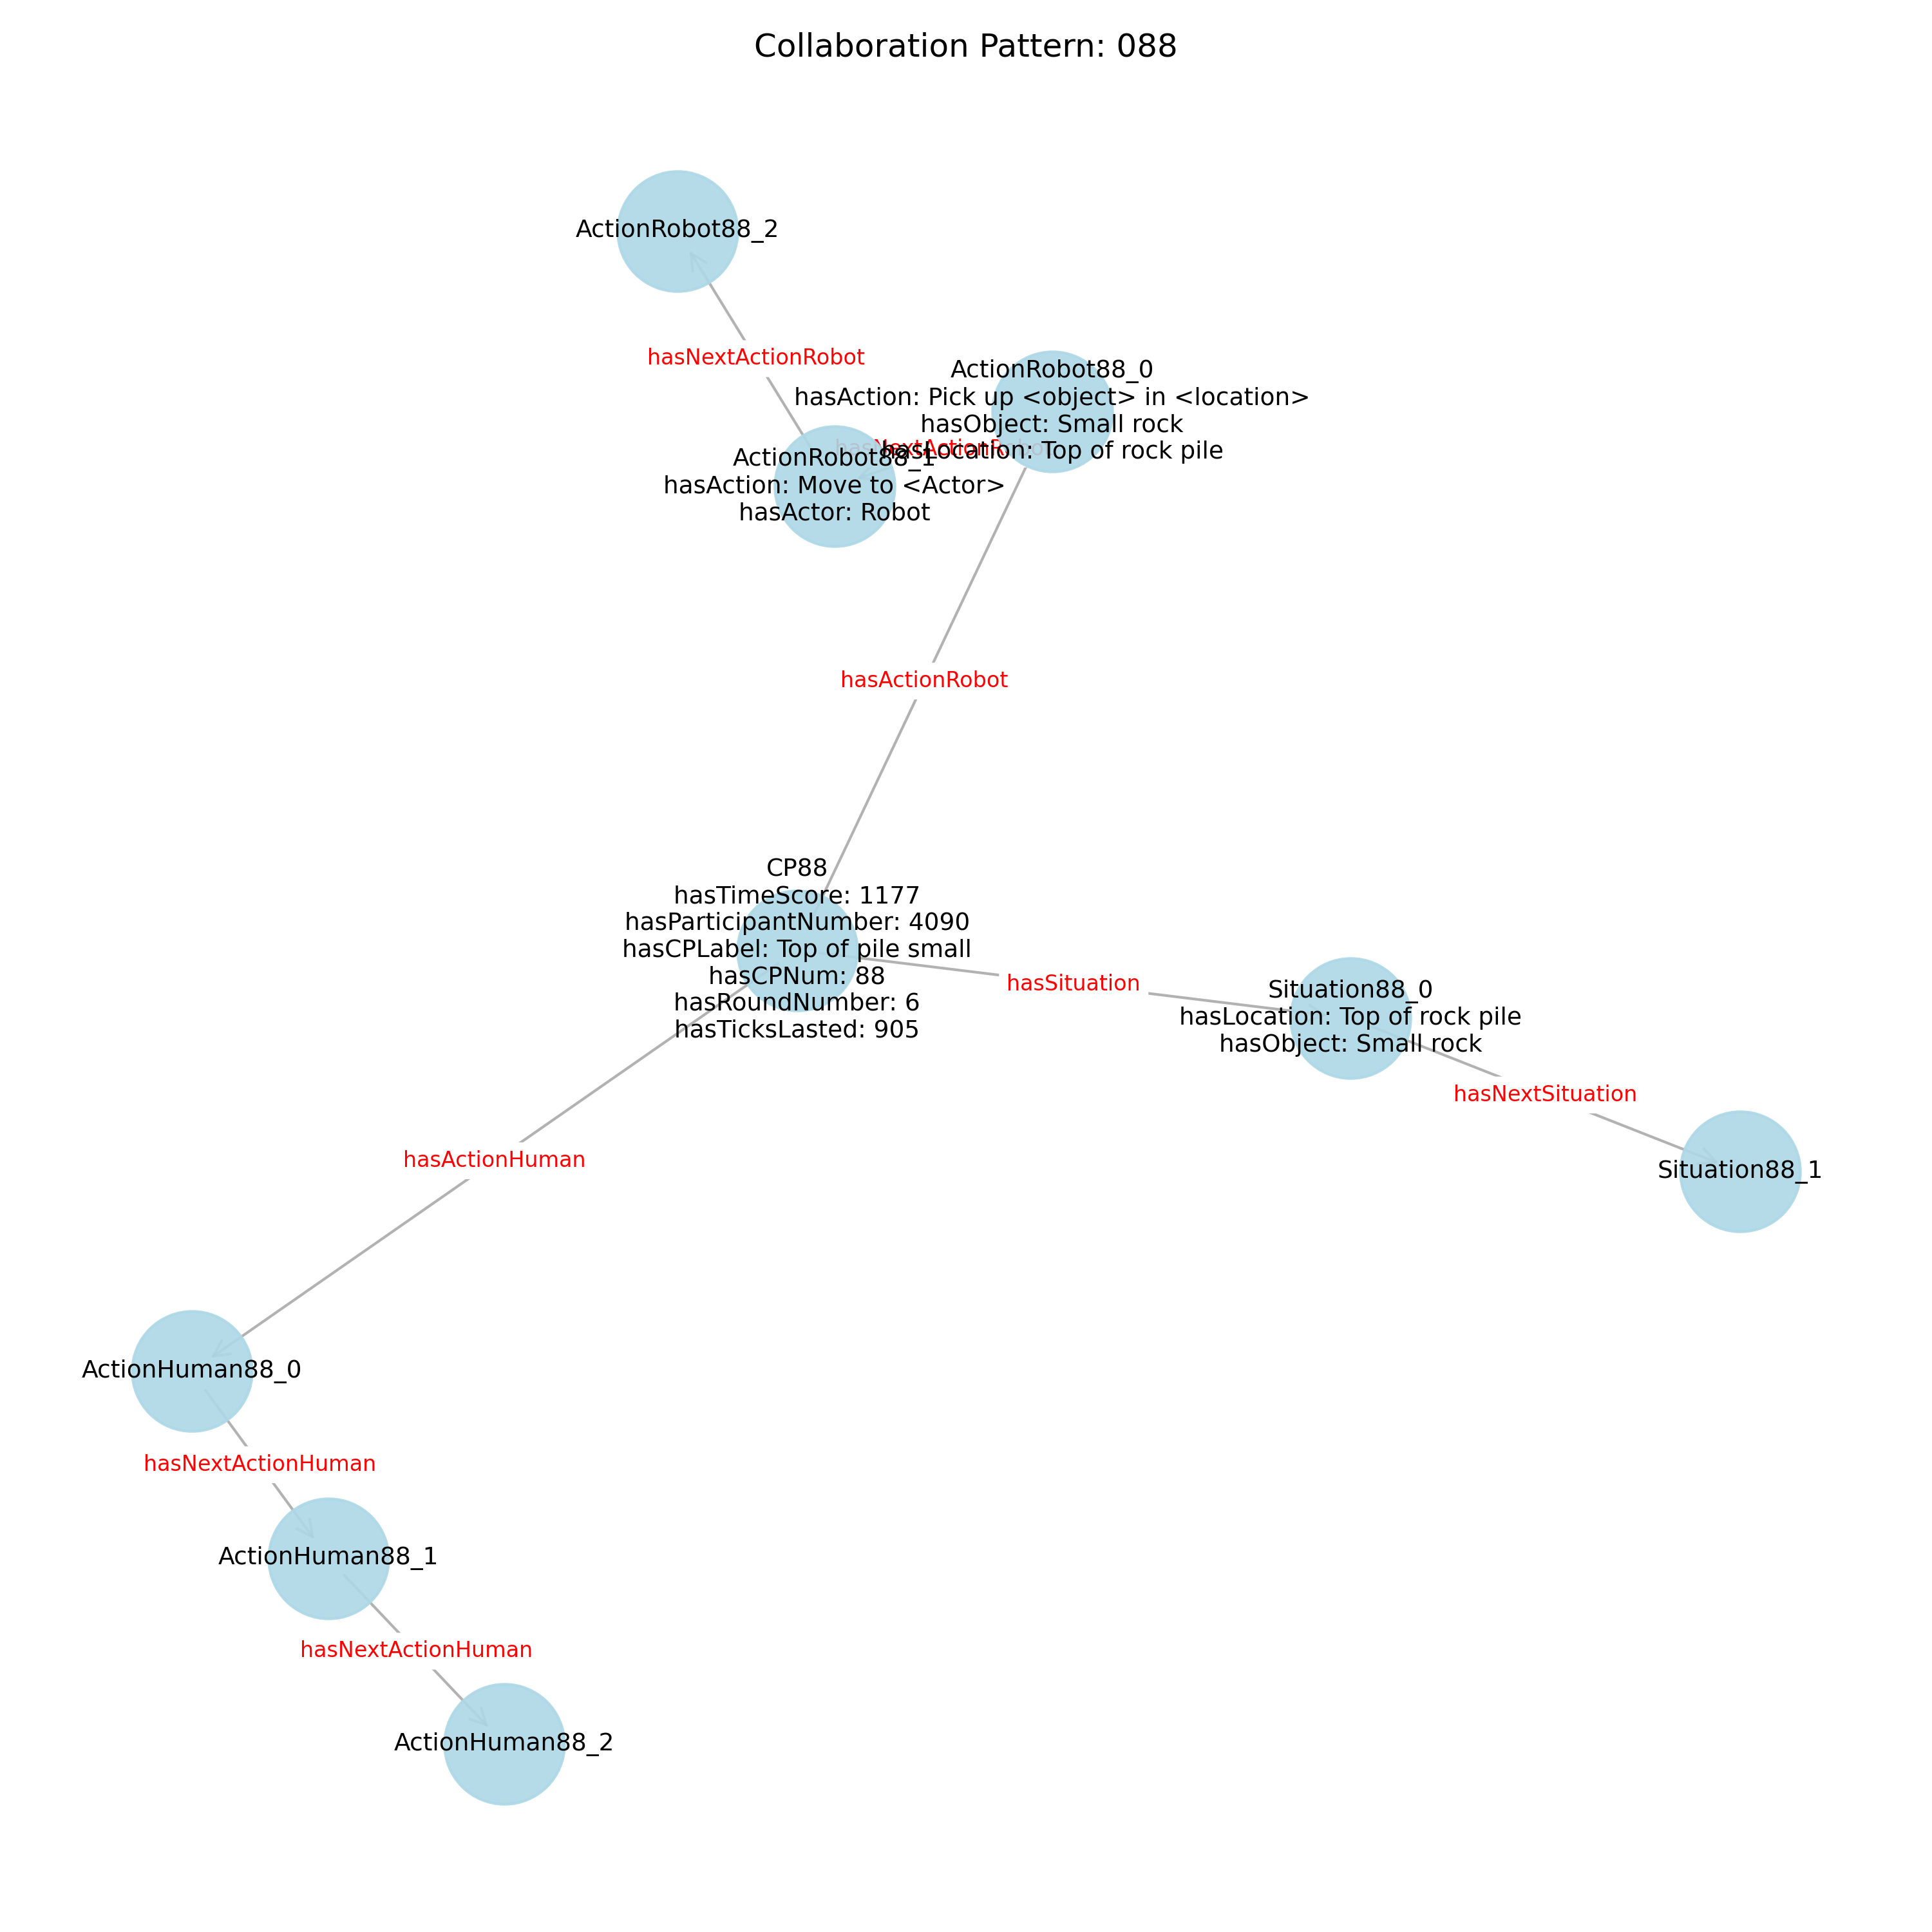 Collaboration Pattern: 088
ActionRobot88_2
hasNextActionRobot
ActionRobot88_0
hasAction: Pick up <object> in <location>
hasObject: Small rock
hasLocation: Top of rock pile
hasNextActionRobot
ActionRobot88_1
hasAction: Move to <Actor>
hasActor: Robot
hasActionRobot
CP88
hasTimeScore: 1177
hasParticipantNumber: 4090
hasCPLabel: Top of pile small
hasCPNum: 88
hasRoundNumber: 6
hasTicksLasted: 905
hasSituation
Situation88_0
hasLocation: Top of rock pile
hasObject: Small rock
hasNextSituation
Situation88_1
hasActionHuman
ActionHuman88_0
hasNextActionHuman
ActionHuman88_1
hasNextActionHuman
ActionHuman88_2